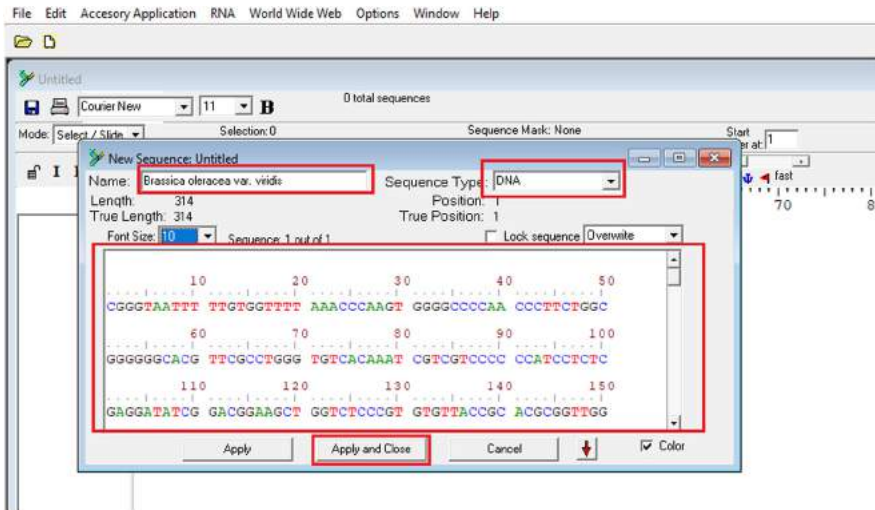 File Edit Accesory Application RNA World Wide Web Options Window Help
Untitled
Courier New 11 B 0 total sequences
Mode: Select / Slide Selection: 0 Sequence Mask: None Start
at: 1
New Sequence: Untitled
Name: Brassica oleracea var. viridis Sequence Type: DNA
Length: 314 Position: 1
True Length: 314 True Position: 1
Font Size: 10 Sequence: 1 out of 1 Lock sequence Overwrite
fast
70 8
10 20 30 40 50
CGGGTAATTT TTGTGGTTTT AAACCCAAGT GGGGCCCCAA CCCTTCTGGC
60 70 80 90 100
GGGGGGCACG TTCGCCTGGG TGTCACAAAT CGTCGTCCCC CCATCCTCTC
110 120 130 140 150
GAGGATATCG GACGGAAGCT GGTCTCCCGT GTGTTACCGC ACGCGGTTGG
Apply Apply and Close Cancel Color